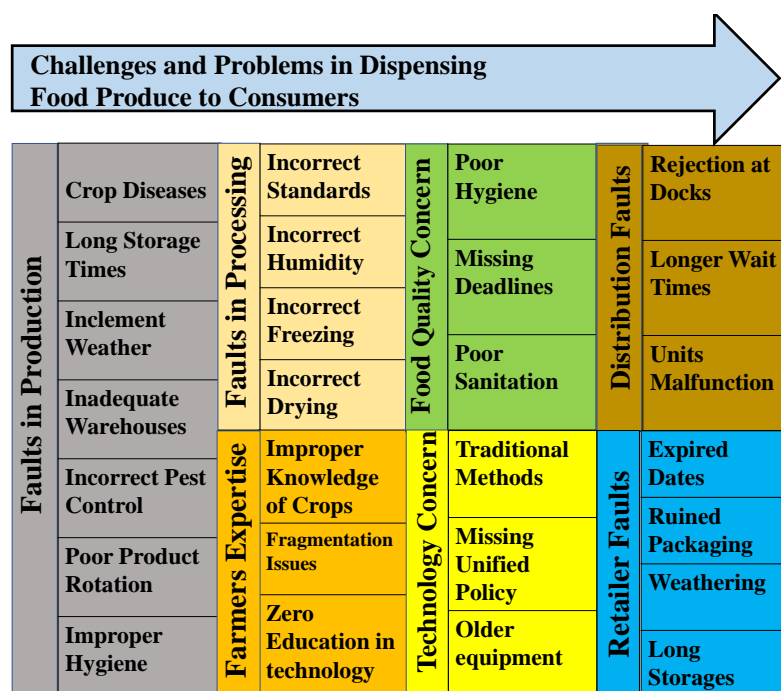 Challenges and Problems in Dispensing
Food Produce to Consumers
Faults in Production
Crop Diseases
Long Storage
Times
Inclement
Weather
Inadequate
Warehouses
Incorrect Pest
Control
Poor Product
Rotation
Improper
Hygiene
Faults in Processing
Incorrect
Standards
Incorrect
Humidity
Incorrect
Freezing
Incorrect
Drying
Farmers Expertise
Improper
Knowledge
of Crops
Fragmentation
Issues
Zero
Education in
technology
Food Quality Concern
Poor
Hygiene
Missing
Deadlines
Poor
Sanitation
Technology Concern
Traditional
Methods
Missing
Unified
Policy
Older
equipment
Distribution Faults
Rejection at
Docks
Longer Wait
Times
Units
Malfunction
Retailer Faults
Expired
Dates
Ruined
Packaging
Weathering
Long
Storages